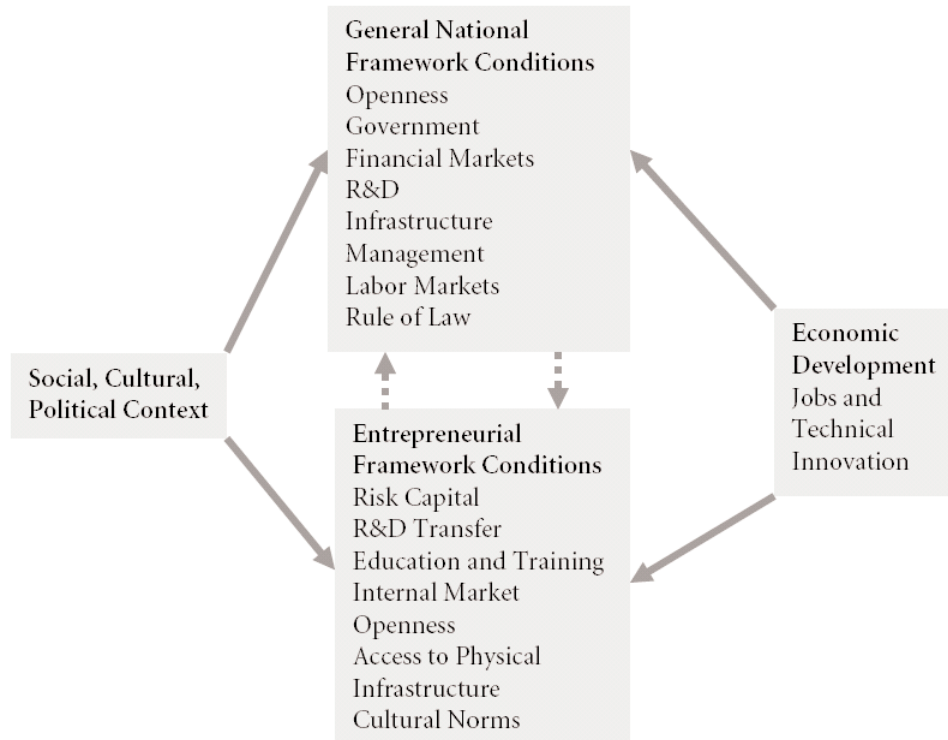 General National
Framework Conditions
Openness
Government
Financial Markets
R&D
Infrastructure
Management
Labor Markets
Rule of Law
Social, Cultural,
Political Context
Economic
Development
Jobs and
Technical
Innovation
Entrepreneurial
Framework Conditions
Risk Capital
R&D Transfer
Education and Training
Internal Market
Openness
Access to Physical
Infrastructure
Cultural Norms